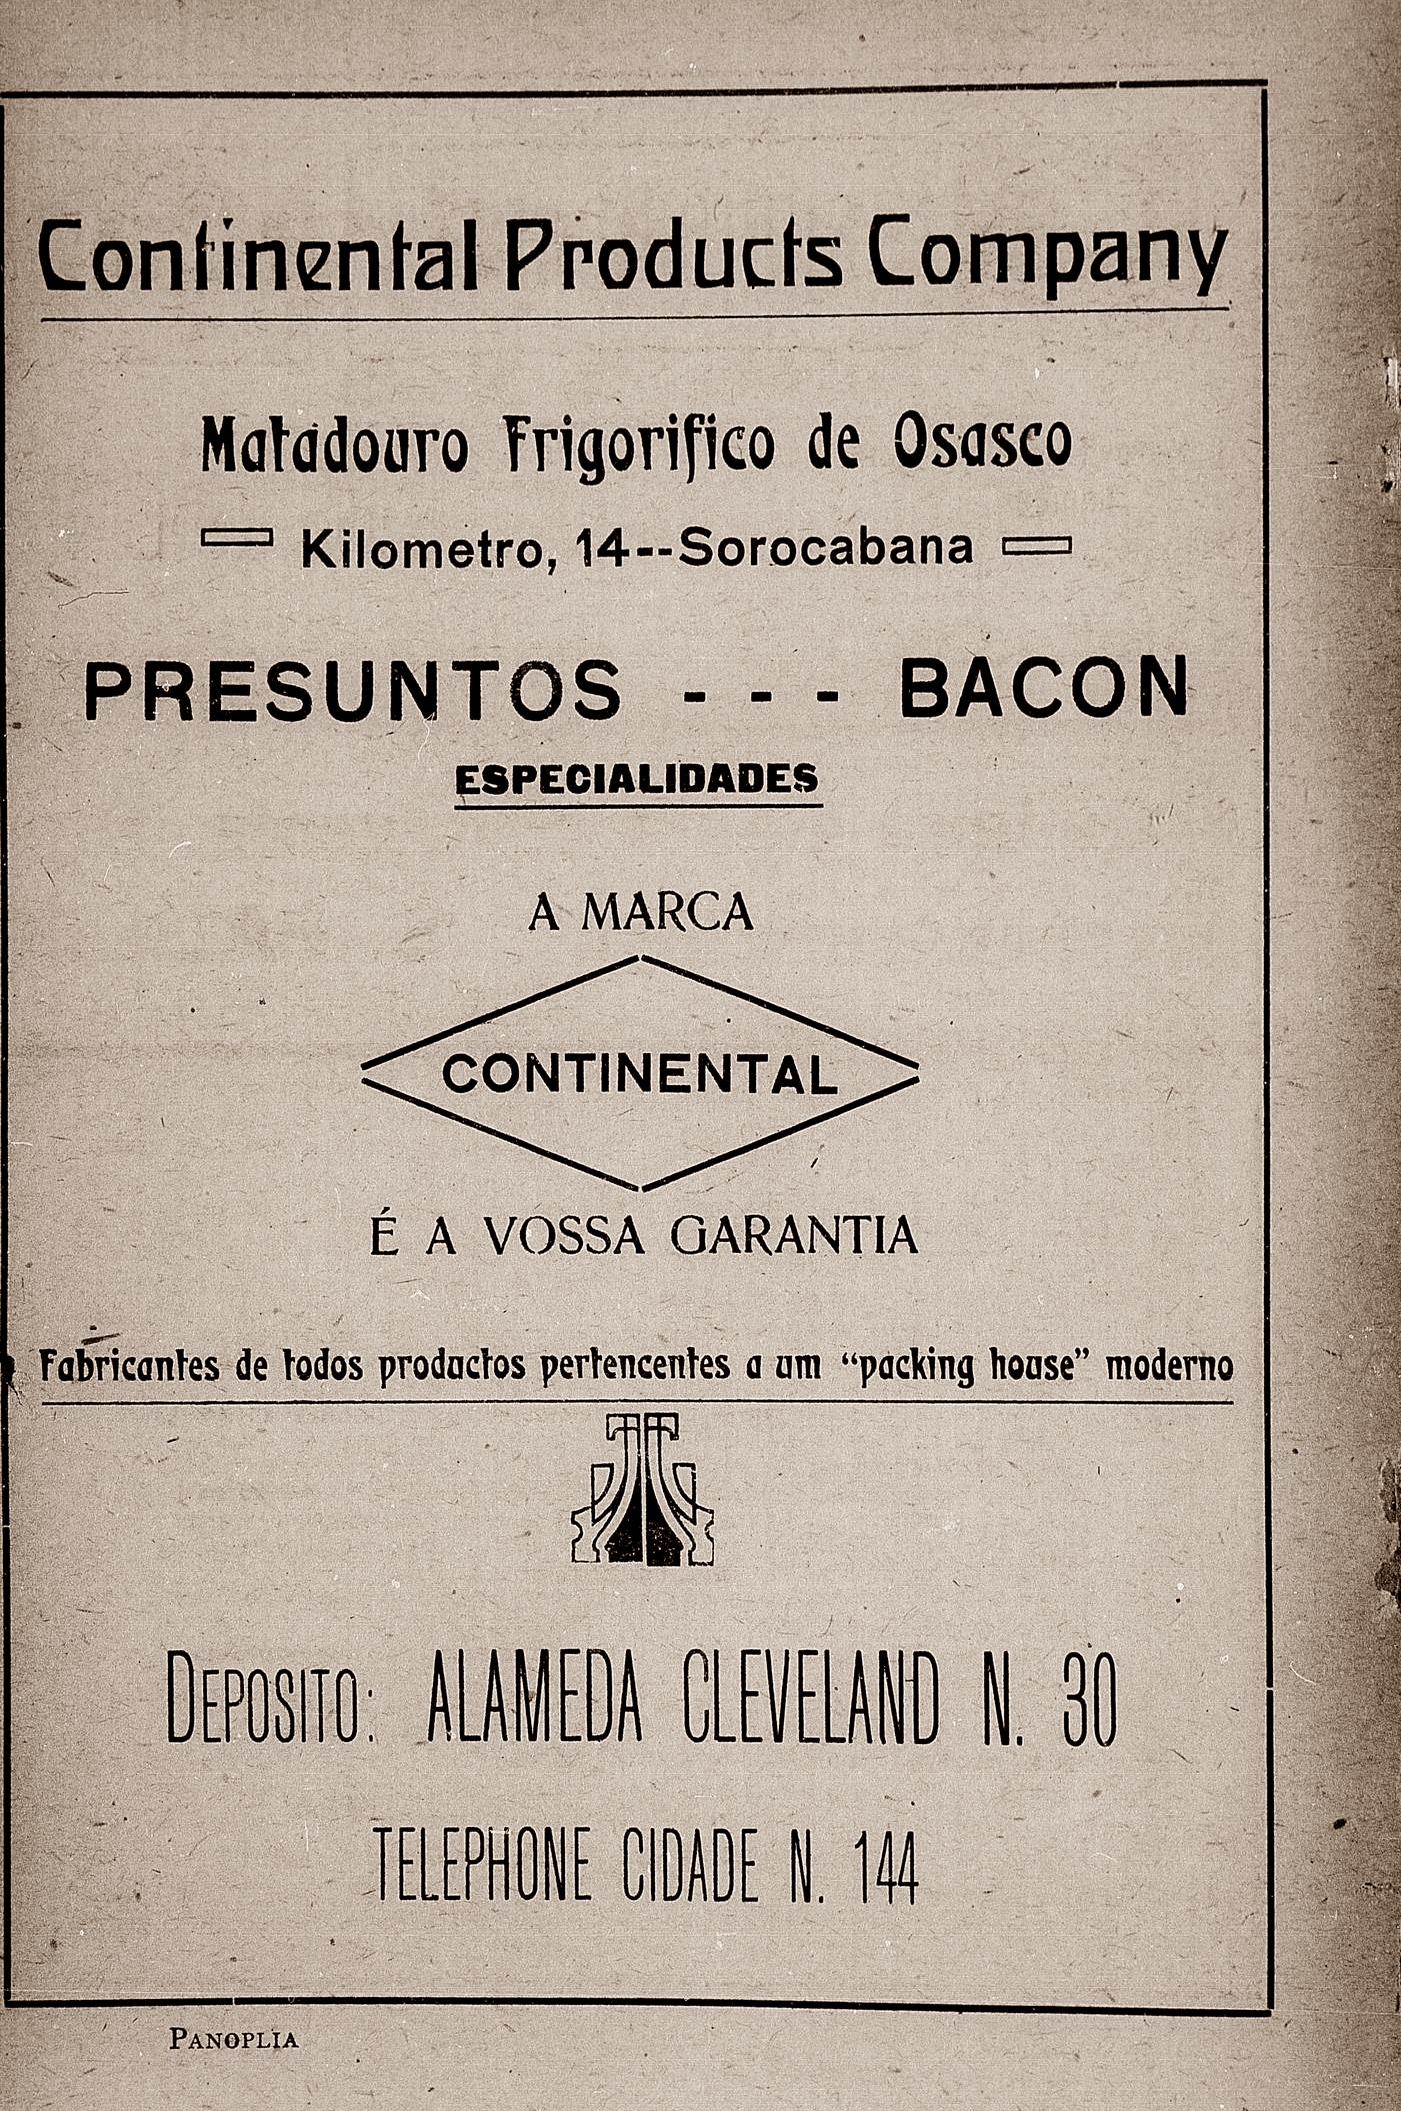 Continental Products Company
Matadouro Frigorifico de Osasco
Kilometro, 14--Sorocabana
PRESUNTOS - - - BACON
ESPECIALIDADES
A MARCA
CONTINENTAL
É A VOSSA GARANTIA
Fabricantes de todos productos pertencentes a um “packing house” moderno
DEPOSITO: ALAMEDA CLEVELAND N. 30
TELEPHONE CIDADE N. 144
PANOPLIA